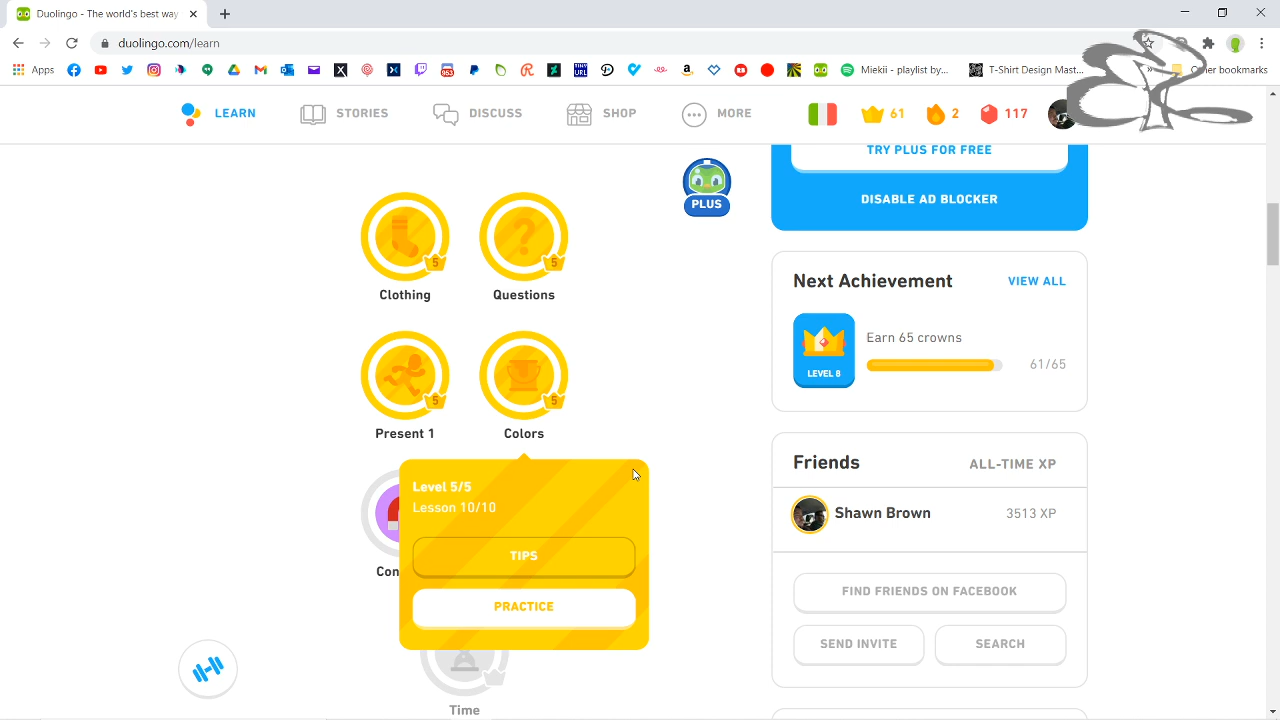 Duolingo - The world's best way
duolingo.com/learn
Apps
Miekii - playlist by...
T-Shirt Design Mast...
Other bookmarks
LEARN
STORIES
DISCUSS
SHOP
MORE
61
2
117
TRY PLUS FOR FREE
DISABLE AD BLOCKER
PLUS
5
5
Clothing
Questions
Next Achievement
VIEW ALL
LEVEL 8
Earn 65 crowns
61/65
5
5
Present 1
Colors
Level 5/5
Lesson 10/10
TIPS
PRACTICE
Con
Time
Friends
ALL-TIME XP
Shawn Brown
3513 XP
FIND FRIENDS ON FACEBOOK
SEND INVITE
SEARCH